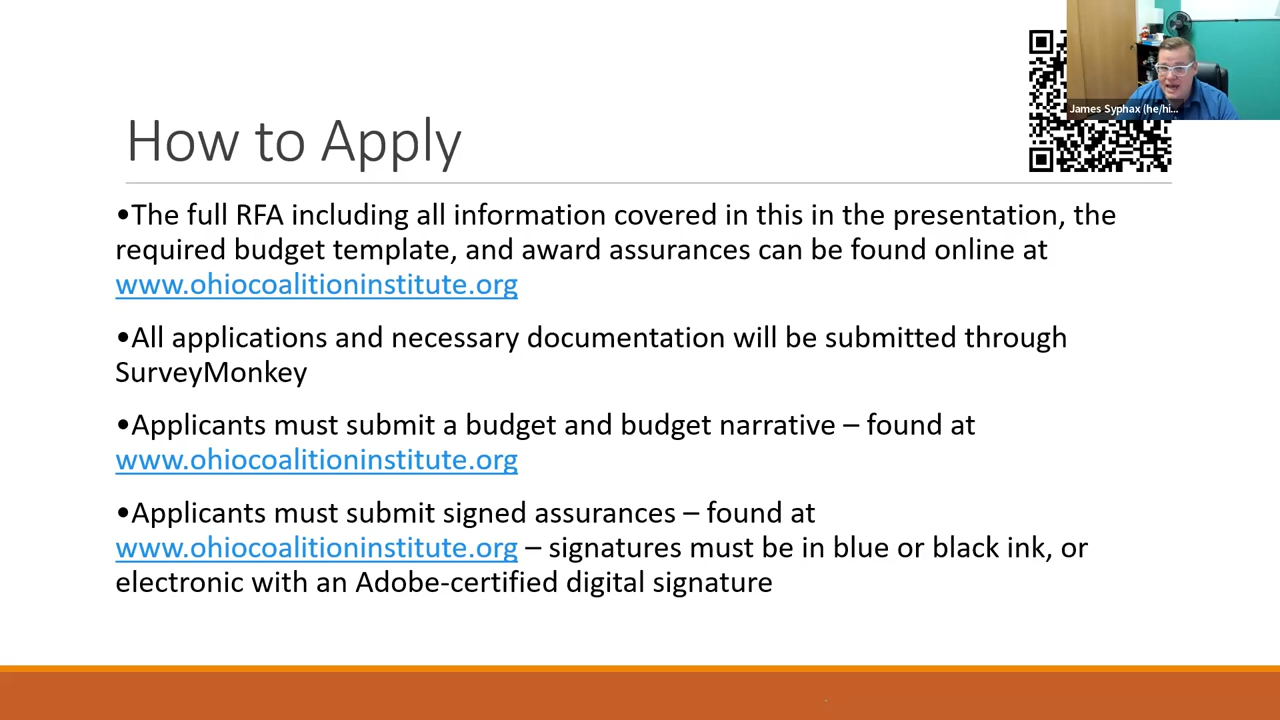 James Syphax (he/hi...
How to Apply
•The full RFA including all information covered in this in the presentation, the
required budget template, and award assurances can be found online at
www.ohiocoalitioninstitute.org
•All applications and necessary documentation will be submitted through
SurveyMonkey
•Applicants must submit a budget and budget narrative – found at
www.ohiocoalitioninstitute.org
•Applicants must submit signed assurances – found at
www.ohiocoalitioninstitute.org – signatures must be in blue or black ink, or
electronic with an Adobe-certified digital signature